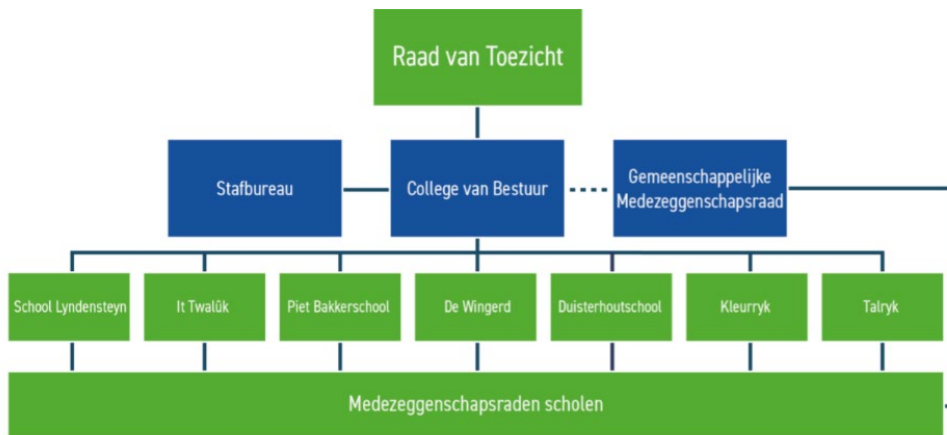 Raad van Toezicht
Stafbureau
College van Bestuur
Gemeenschappelijke
Medezeggenschapsraad
School Lyndensteyn
It Twalûk
Piet Bakkerschool
De Wingerd
Duisterhoutschool
Kleurryk
Talryk
Medezeggenschapsraden scholen